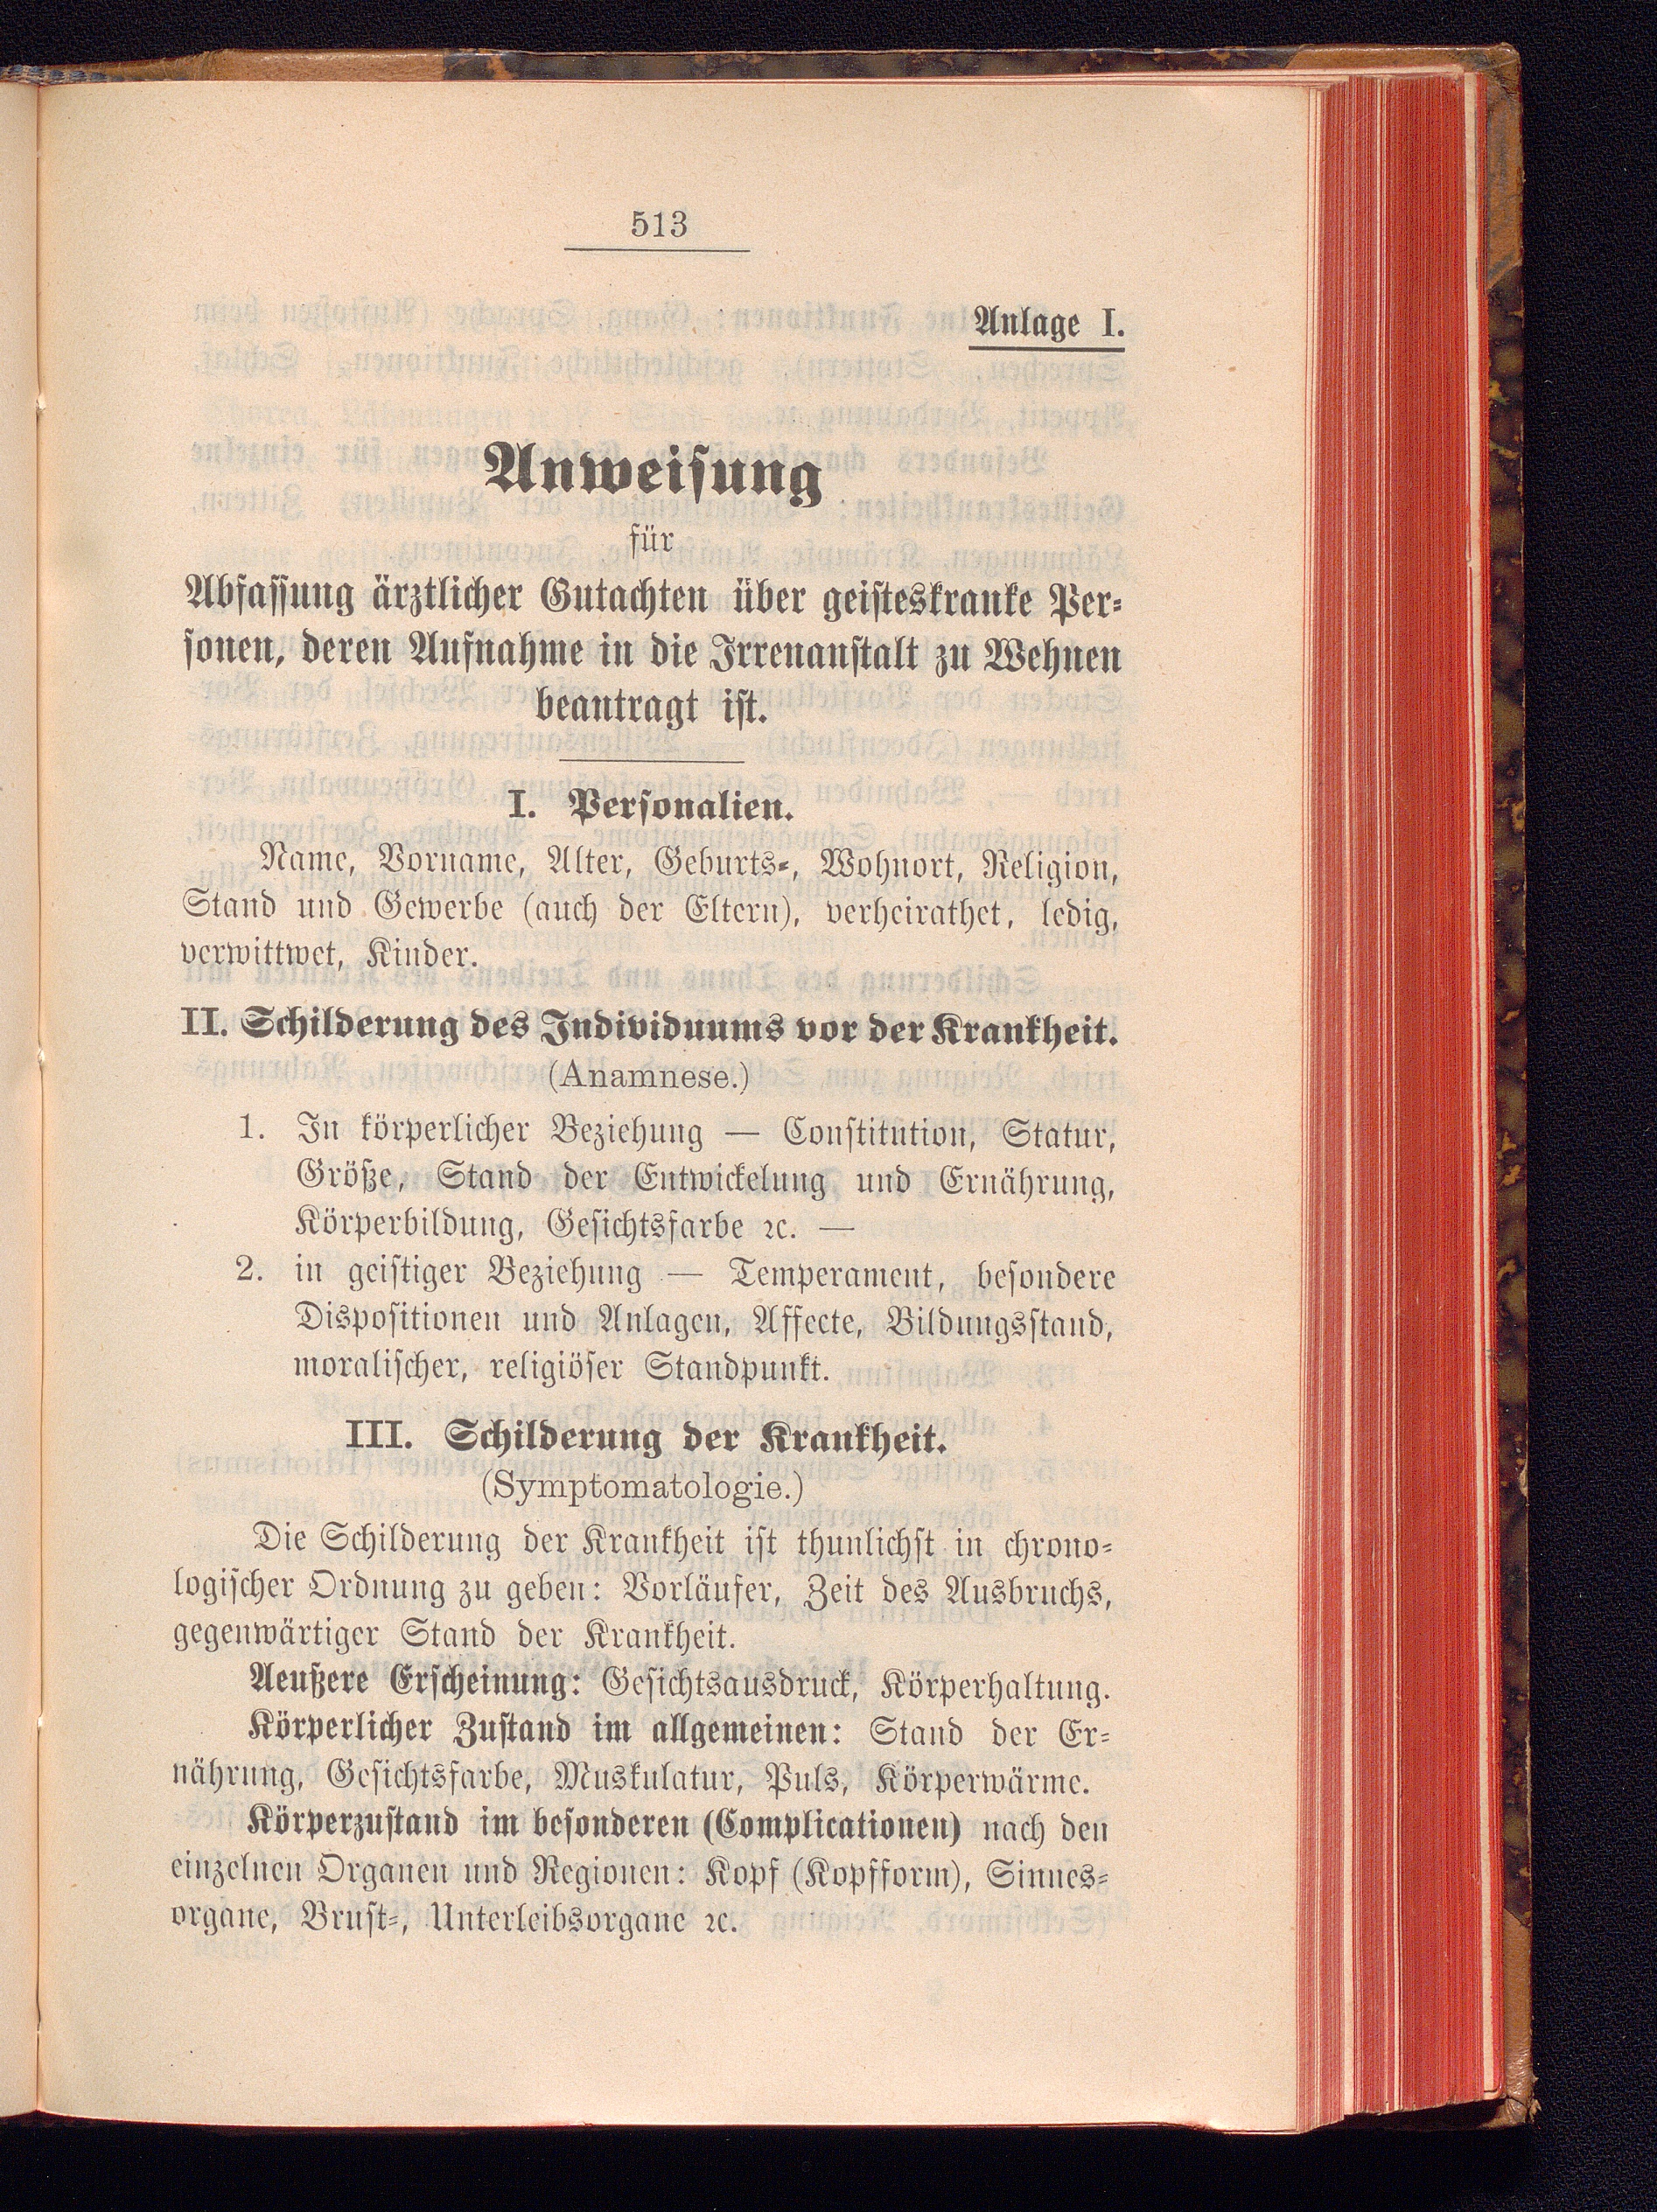 513
Anlage I.
Anweisung
für
Abfassung ärztlicher Gutachten über geisteskranke Per-
sonen, deren Aufnahme in die Irrenanstalt zu Wehnen
beantragt ist.
I. Personalien.
Name, Vorname, Alter, Geburts-, Wohnort, Religion,
Stand und Gewerbe (auch der Eltern), verheirathet, ledig,
verwittwet, Kinder.
II. Schilderung des Individuums vor der Krankheit.
(Anamnese.)
1. In körperlicher Beziehung — Constitution, Statur,
Größe, Stand der Entwickelung und Ernährung,
Körperbildung, Gesichtsfarbe ꝛc. —
2. in geistiger Beziehung — Temperament, besondere
Dispositionen und Anlagen, Affecte, Bildungsstand,
moralischer, religiöser Standpunkt.
III. Schilderung der Krankheit.
(Symptomatologie.)
Die Schilderung der Krankheit ist thunlichst in chrono-
logischer Ordnung zu geben: Vorläufer, Zeit des Ausbruchs,
gegenwärtiger Stand der Krankheit.
Aeußere Erscheinung: Gesichtsausdruck, Körperhaltung.
Körperlicher Zustand im allgemeinen: Stand der Er-
nährung, Gesichtsfarbe, Muskulatur, Puls, Körperwärme.
Körperzustand im besonderen (Complicationen) nach den
einzelnen Organen und Regionen: Kopf (Kopfform), Sinnes-
organe, Brust-, Unterleibsorgane ꝛc.